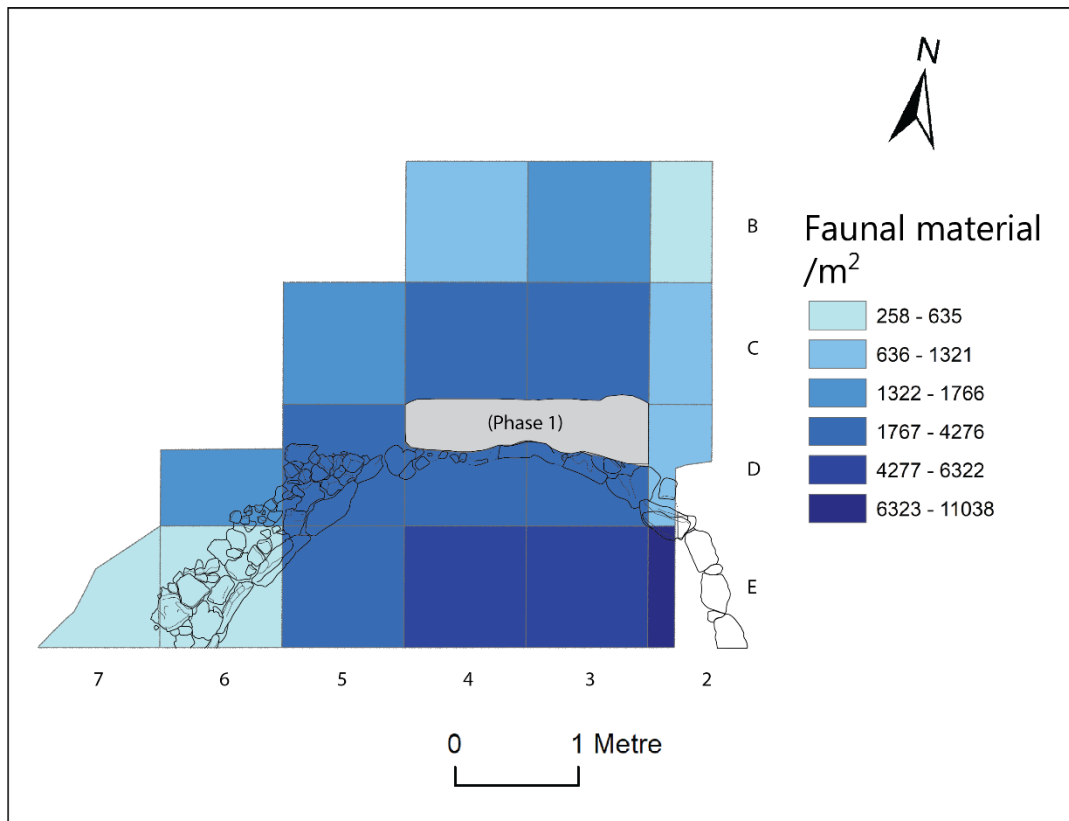 N
B
Faunal material
/m²
258 - 635
636 - 1321
C
1322 - 1766
(Phase 1)
1767 - 4276
D
4277 - 6322
6323 - 11038
E
7 6 5 4 3 2
0 1 Metre